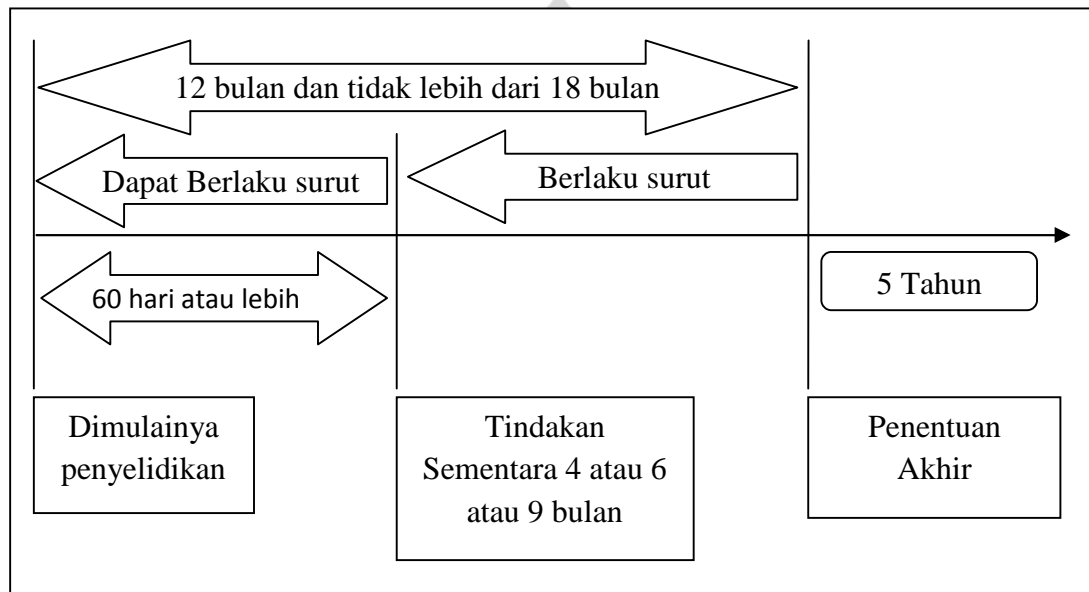 12 bulan dan tidak lebih dari 18 bulan
Dapat Berlaku surut
Berlaku surut
60 hari atau lebih
5 Tahun
Dimulainya
penyelidikan
Tindakan
Sementara 4 atau 6
atau 9 bulan
Penentuan
Akhir